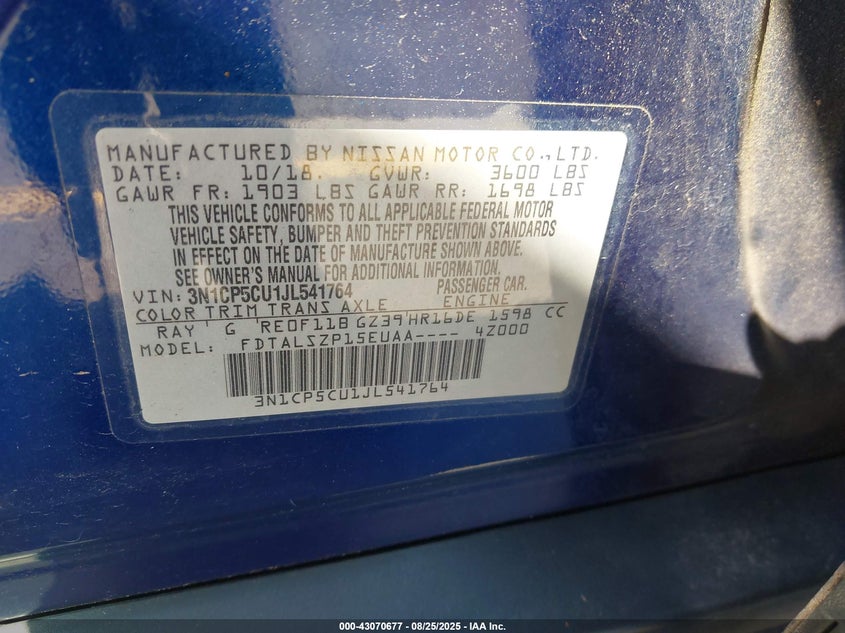 MANUFACTURED BY NISSAN MOTOR CO., LTD.
DATE: 10/18. GVWR: 3600 LBS
GAWR FR: 1903 LBS GAWR RR: 1698 LBS
THIS VEHICLE CONFORMS TO ALL APPLICABLE FEDERAL MOTOR
VEHICLE SAFETY, BUMPER AND THEFT PREVENTION STANDARDS
IN EFFECT ON THE DATE OF MANUFACTURE SHOWN ABOVE.
SEE OWNER'S MANUAL FOR ADDITIONAL INFORMATION.
VIN: 3N1CP5CU1JL541764 PASSENGER CAR.
COLOR TRIM TRANS AXLE ENGINE
RAY G RE0F11B GZ39 HR16DE 1598 CC
MODEL: FDTALSZP15EUAA---- 4Z000
3N1CP5CU1JL541764
000-43070677 - 08/25/2025 - IAA Inc.